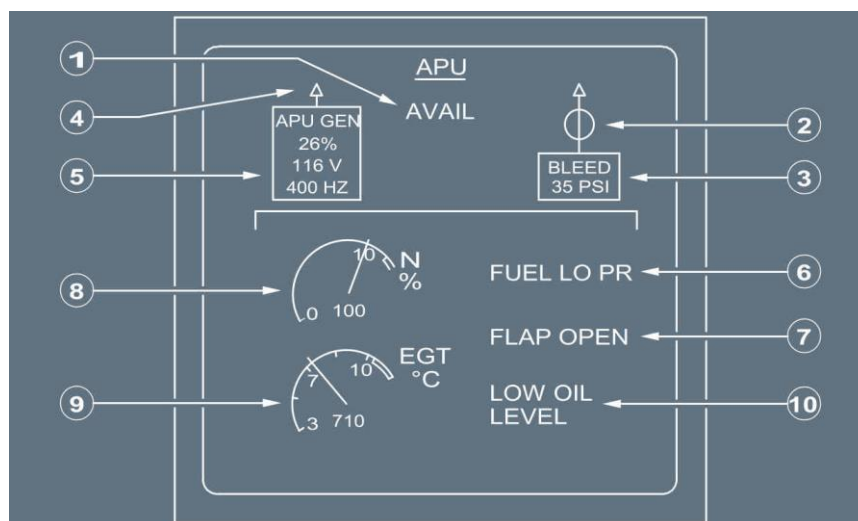 1
APU
4
AVAIL
2
APU GEN
26%
116 V
400 HZ
5
BLEED
35 PSI
3
10
N
%
0
100
8
FUEL LO PR
6
FLAP OPEN
7
7
10
EGT
°C
3
710
9
LOW OIL
LEVEL
10